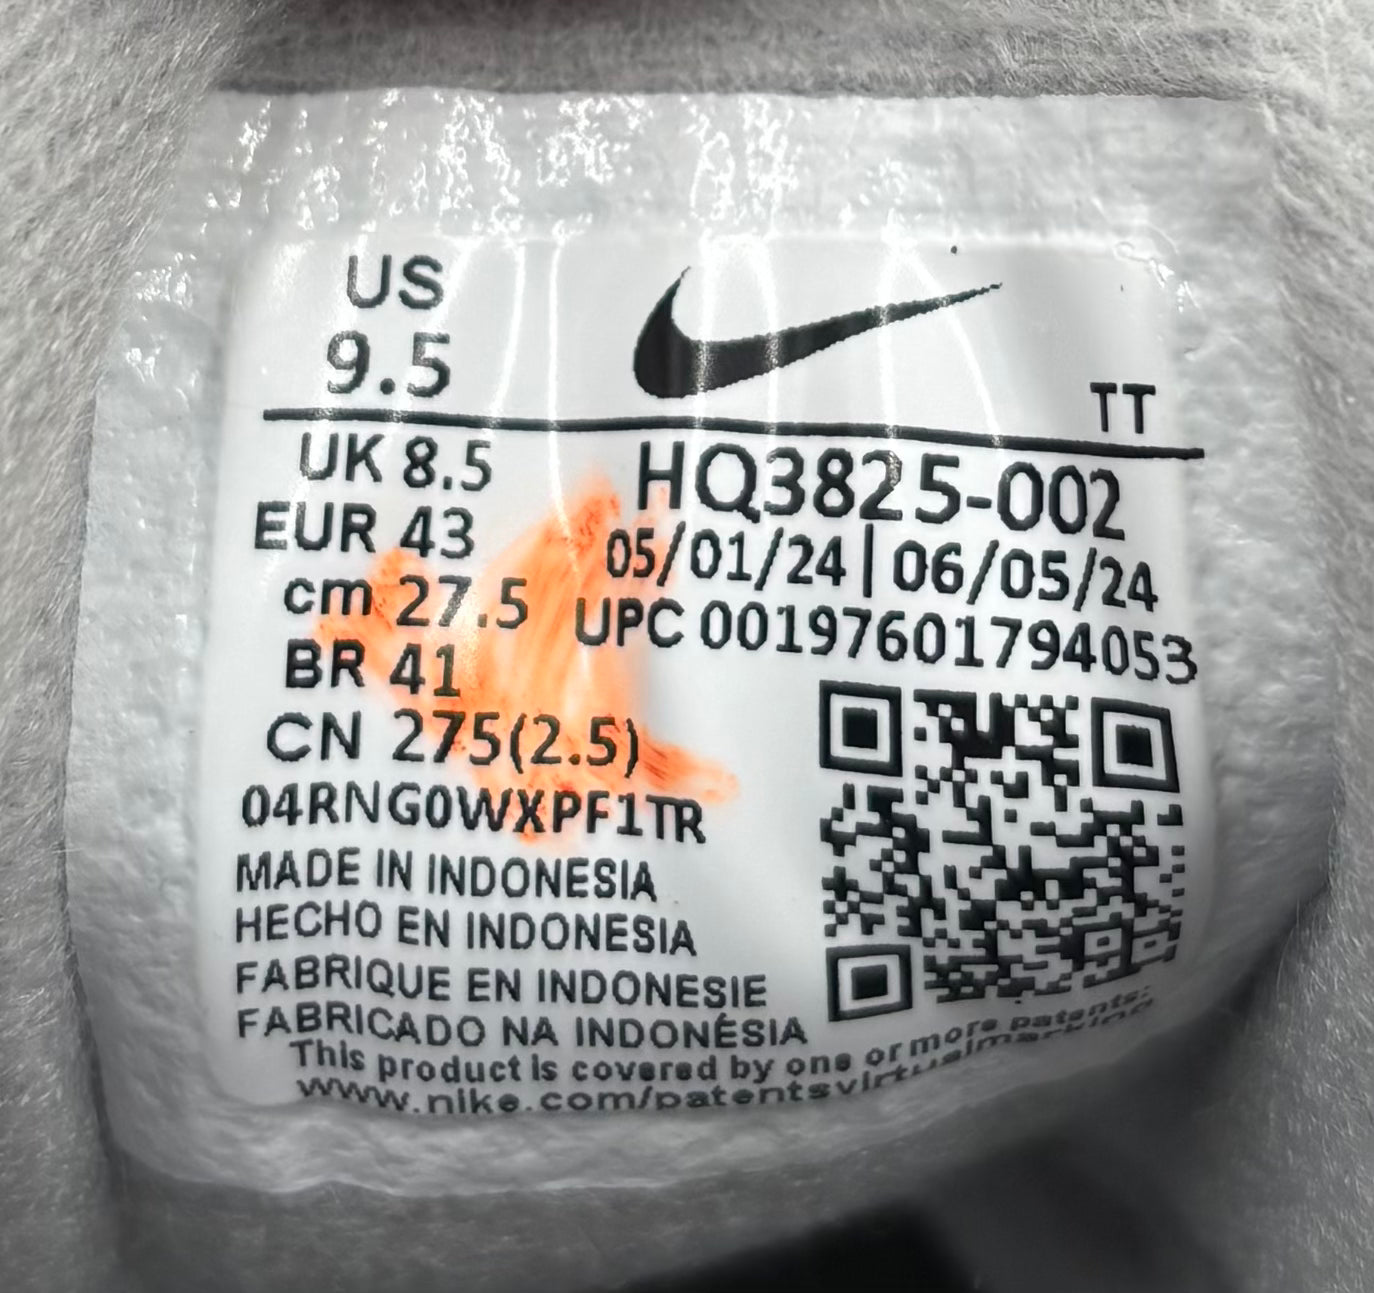 US
9.5
TT
UK 8.5
EUR 43
cm 27.5
BR 41
CN 275(2.5)
HQ3825-002
05/01/24|06/05/24
UPC 00197601794053
04RNG0WXPF1TR
MADE IN INDONESIA
HECHO EN INDONESIA
FABRIQUE EN INDONESIE
FABRICADO NA INDONÉSIA
This product is covered by one or more patents:
www.nike.com/patentsvirtualmarking